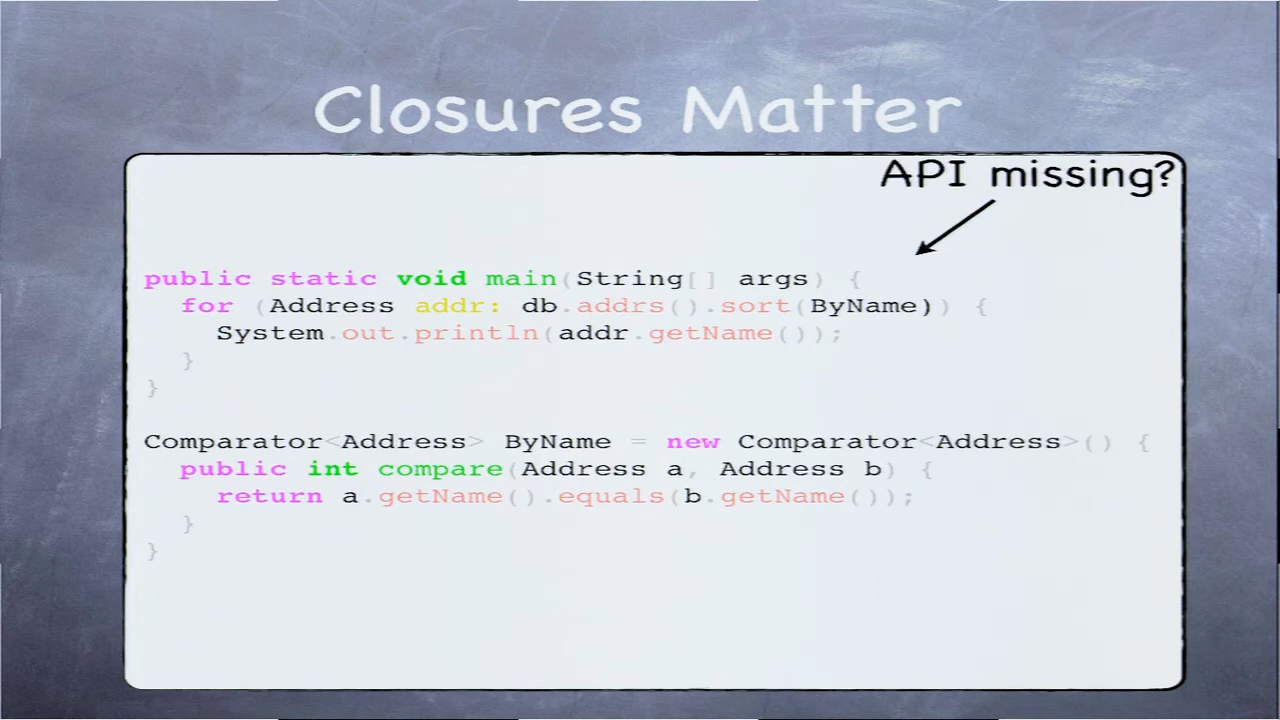 Closures Matter
API missing?
public static void main(String[] args) {
  for (Address addr: db.addrs().sort(ByName)) {
    System.out.println(addr.getName());
  }
}

Comparator<Address> ByName = new Comparator<Address>() {
  public int compare(Address a, Address b) {
    return a.getName().equals(b.getName());
  }
}